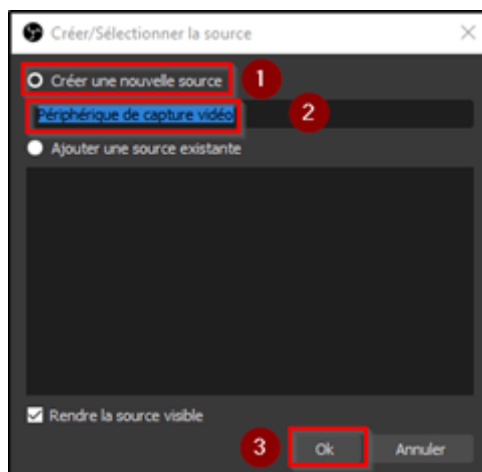 Créer/Sélectionner la source
Créer une nouvelle source 1
Périphérique de capture vidéo 2
Ajouter une source existante
Rendre la source visible
3 Ok Annuler